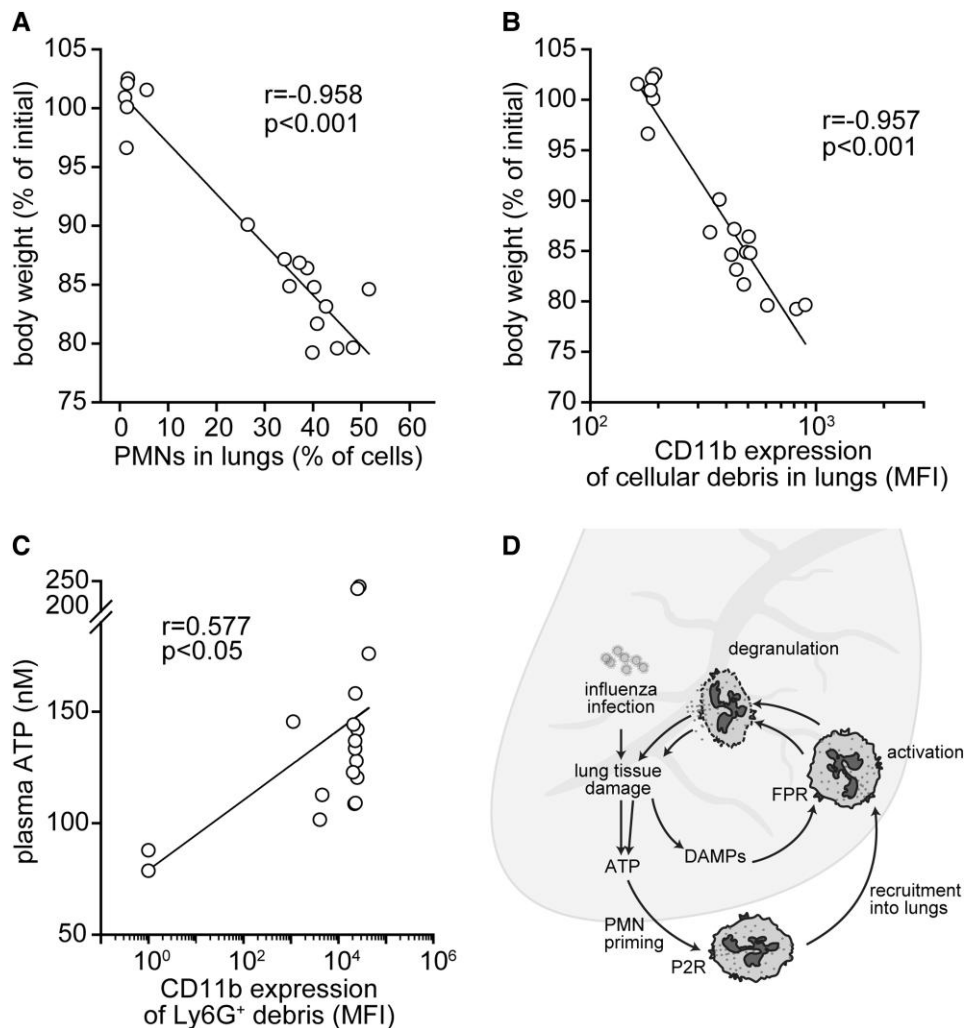 A
105
100
95
90
85
80
75
body weight (% of initial)
r=-0.958
p<0.001
0 10 20 30 40 50 60
PMNs in lungs (% of cells)
B
105
100
95
90
85
80
75
70
body weight (% of initial)
r=-0.957
p<0.001
10² 10³
CD11b expression
of cellular debris in lungs (MFI)
C
250
200
150
100
50
plasma ATP (nM)
r=0.577
p<0.05
10⁰ 10² 10⁴ 10⁶
CD11b expression
of Ly6G⁺ debris (MFI)
D
degranulation
influenza
infection
activation
lung tissue
damage
FPR
ATP
DAMPs
recruitment
into lungs
PMN
priming
P2R